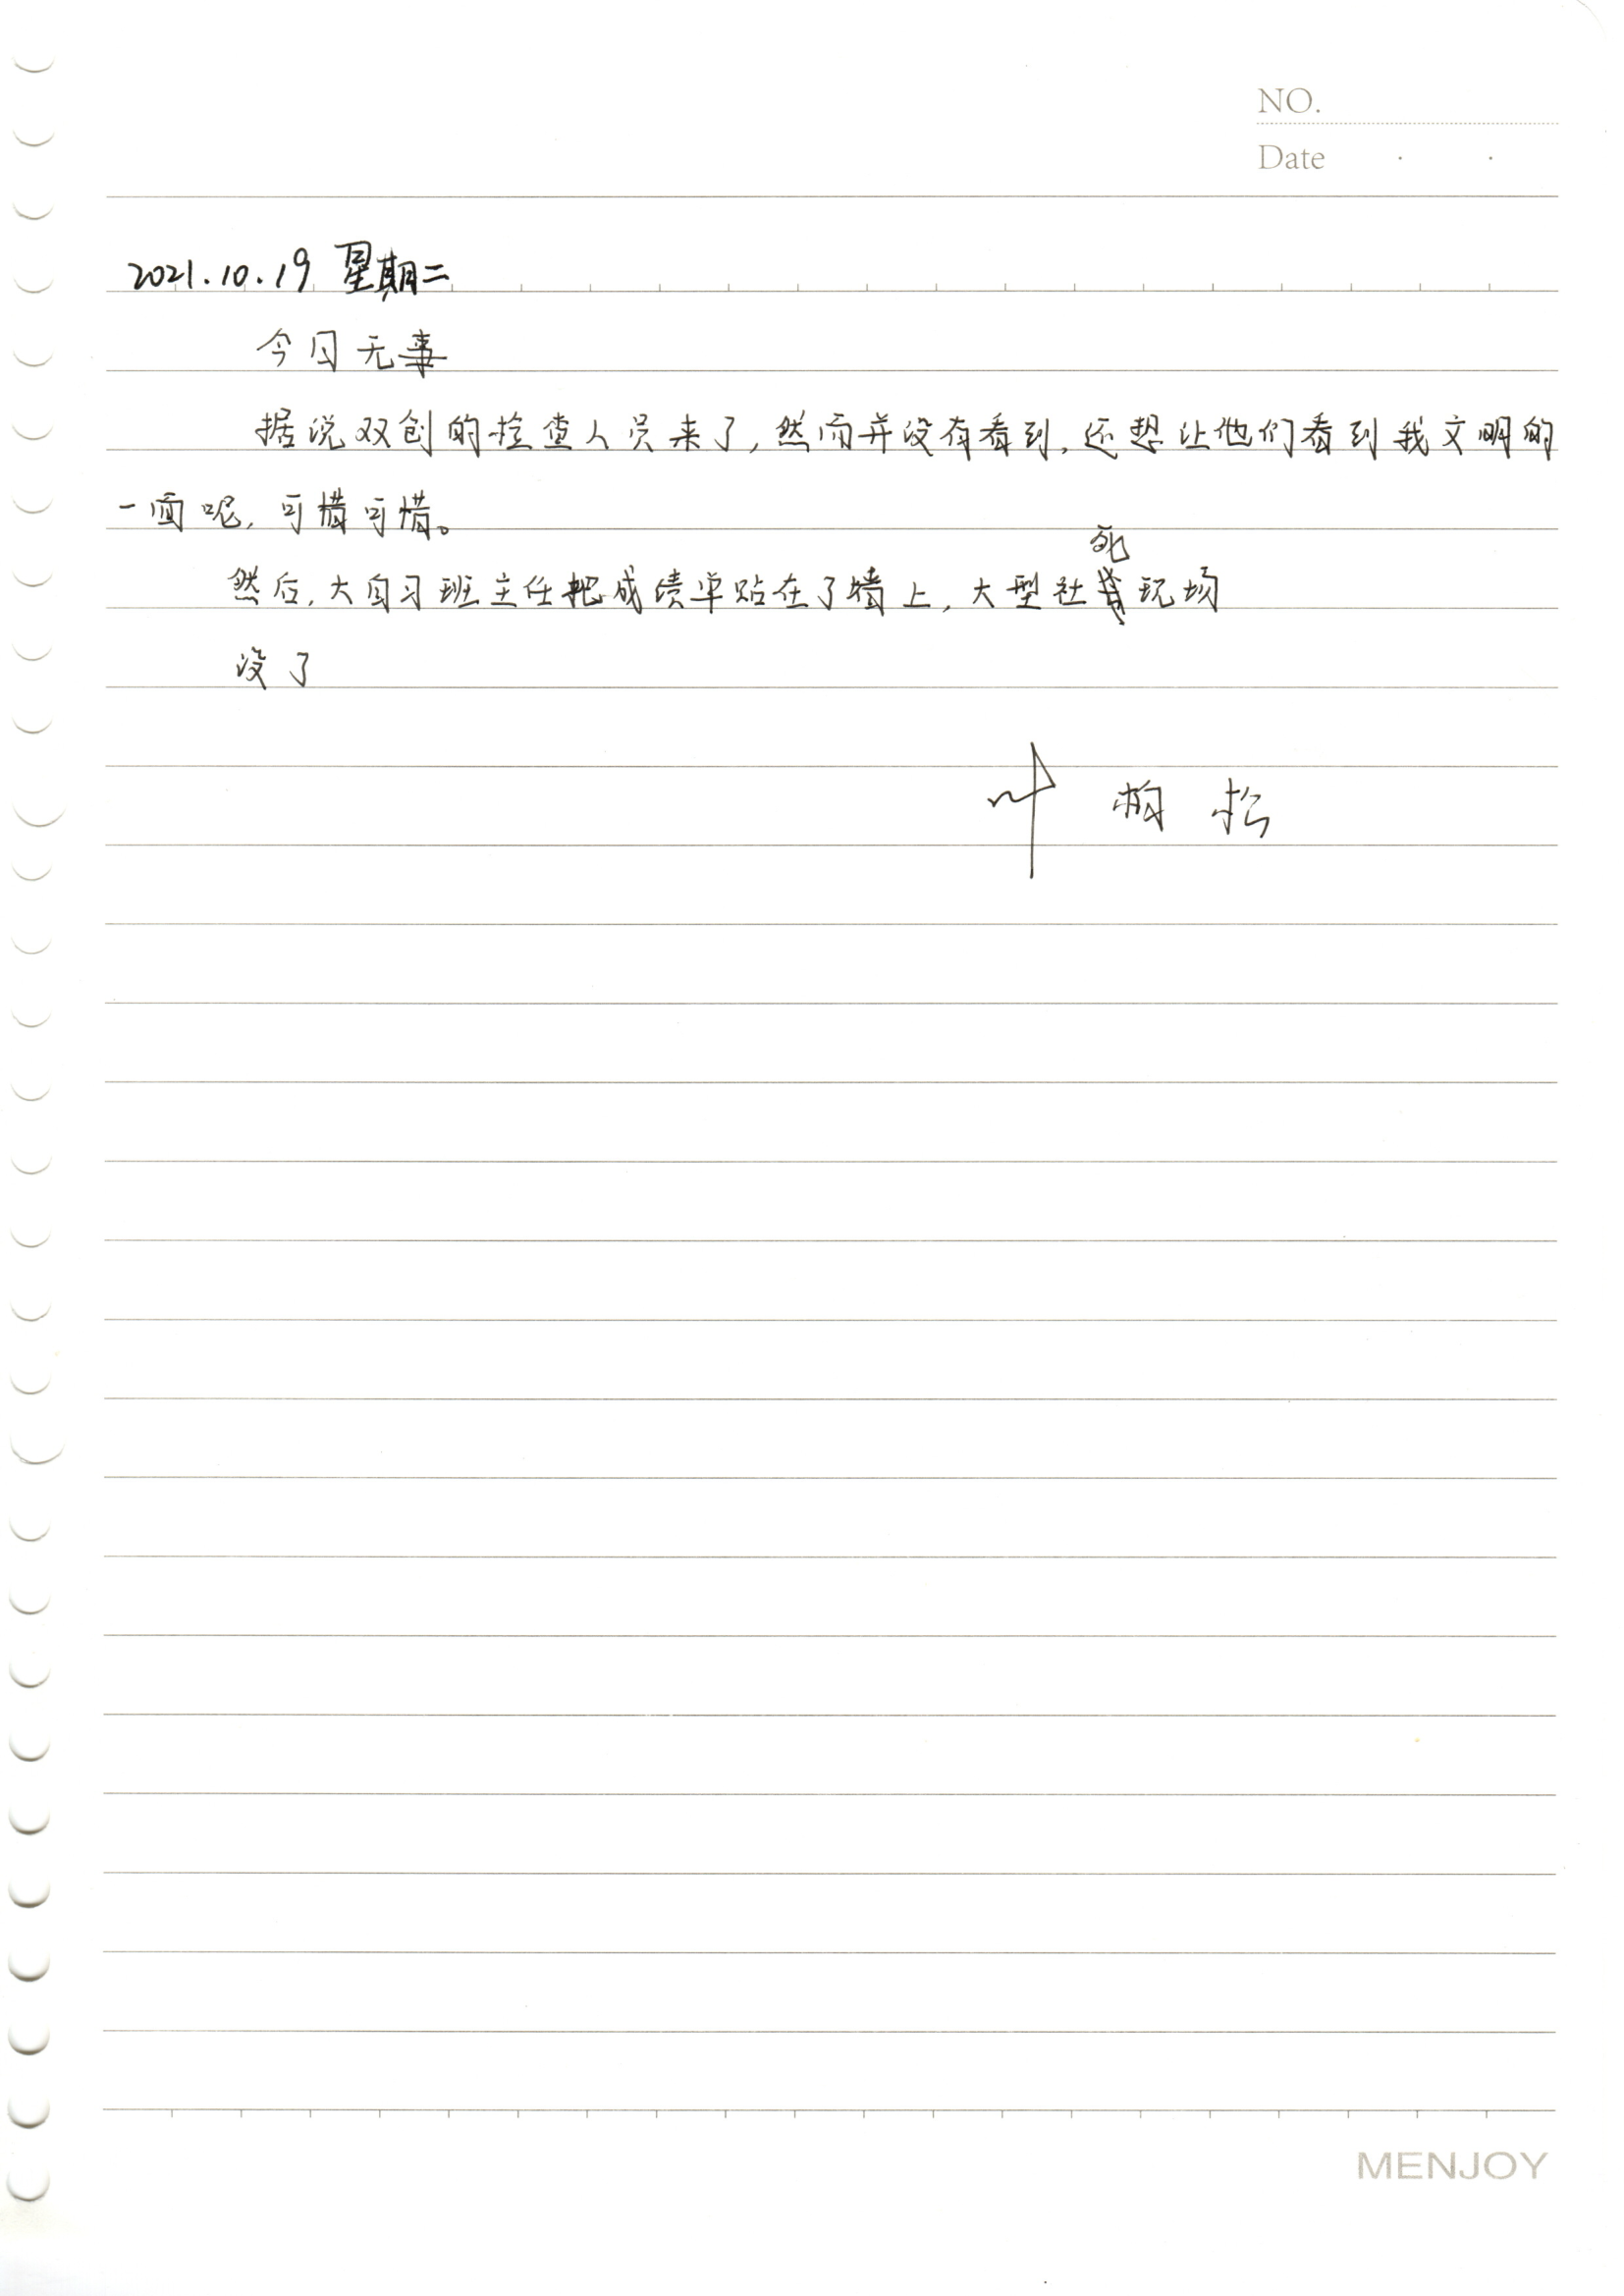 NO.
Date · ·
2021.10.19 星期二
今日无事
据说双创的检查人员来了,然而并没有看到,还想让他们看到我文明的
一面呢,可惜可惜。
然后,大自习班主任把成绩单贴在了墙上,大型社死现场
没了
叶 栩 松
MENJOY